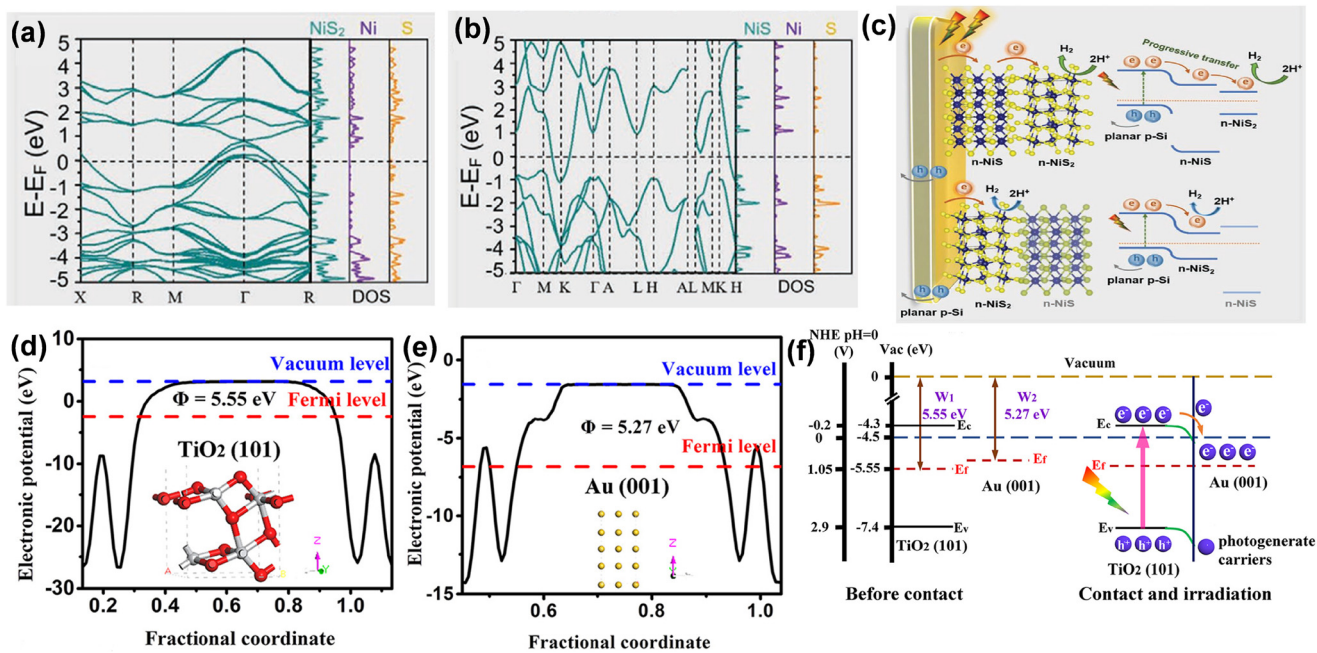 (a)
NiS₂ Ni S
E-E_F (eV)
5
4
3
2
1
0
-1
-2
-3
-4
-5
X R M Γ R DOS
(b)
NiS Ni S
E-E_F (eV)
5
4
3
2
1
0
-1
-2
-3
-4
-5
Γ M K Γ A L H A L M K H DOS
(c)
e e H₂ 2H⁺
n-NiS n-NiS₂
h
planar p-Si
e H₂ 2H⁺
n-NiS₂ n-NiS
h h
planar p-Si
Progressive transfer
e e e e H₂ 2H⁺
h h
planar p-Si
n-NiS
n-NiS₂
e e e H₂ 2H⁺
h h
planar p-Si
n-NiS₂
n-NiS
(d)
Electronic potential (eV)
10
5
0
-10
-20
-25
-30
Vacuum level
Φ = 5.55 eV
Fermi level
TiO₂ (101)
A
Z
Y
0.2 0.4 0.6 0.8 1.0
Fractional coordinate
(e)
Electronic potential (eV)
0
-5
-10
-15
Vacuum level
Φ = 5.27 eV
Fermi level
Au (001)
Z
0.6 0.8 1.0
Fractional coordinate
(f)
NHE pH=0
(V)
Vac (eV)
Vacuum
0
W₁
5.55 eV
W₂
5.27 eV
-0.2 -4.3 Ec
0 -4.5
1.05 -5.55 Ef
Ef
Au (001)
2.9 -7.4 Ev
TiO₂ (101)
Before contact
Ec e⁻ e⁻ e⁻ e⁻
e⁻ e⁻ e⁻
Ef
Au (001)
Ev
h⁺ h⁺ h⁺
TiO₂ (101)
photogenerate
carriers
Contact and irradiation